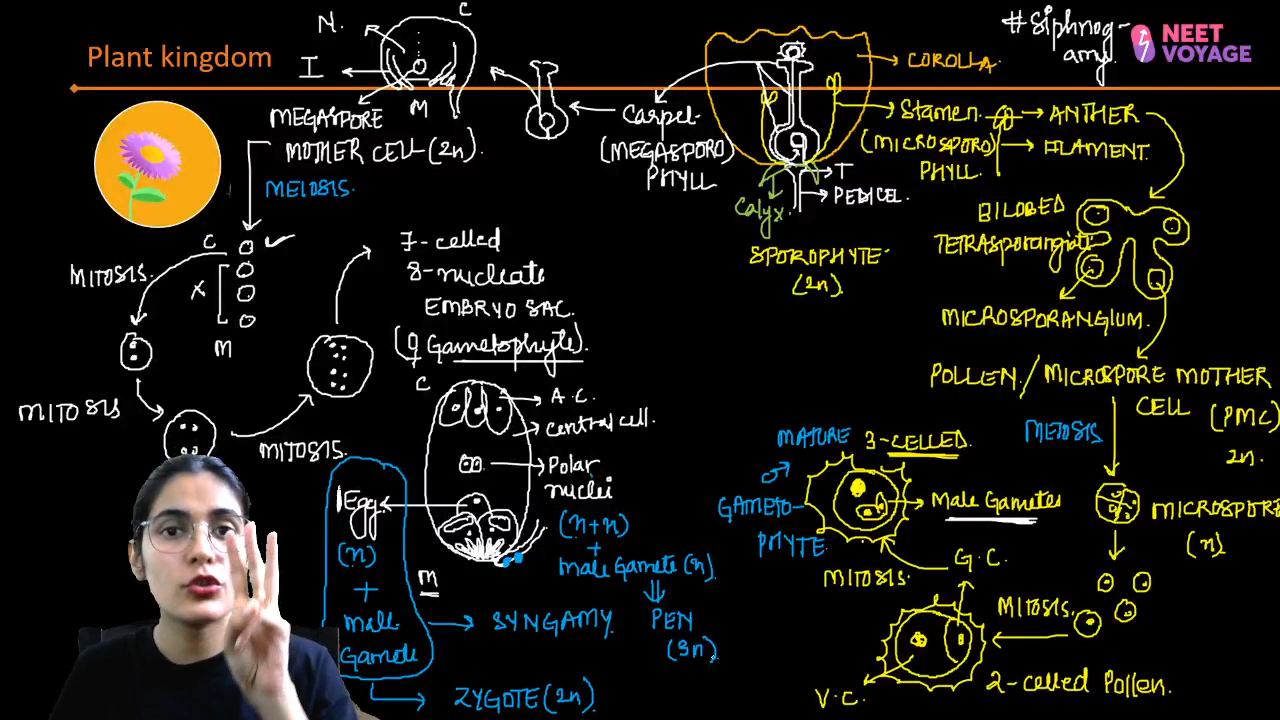 Plant kingdom
NEET
VOYAGE
#Siphnog-
amy
N.
C
I
M
MEGASPORE
MOTHER CELL (2n)
MEIOSIS.
Carpel
(MEGASPORO)
PHYLL
COROLLA
Stamen
(MICROSPORO)
PHYLL
ANTHER
FILAMENT.
T
PEDICEL.
Calyx.
SPOROPHYTE
(2n)
BILOBED
TETRASporangiate
MICROSPORANGIUM.
POLLEN/MICROSPORE MOTHER
CELL (PMC)
2n.
MEIOSIS
MICROSPORE
(n)
MITOSIS.
2-celled Pollen.
V.C.
G.C.
MITOSIS.
MATURE 3-CELLED.
♂
GAMETO-
PHYTE
Male Gametes
C
X
M
MITOSIS.
MITOSIS
MITOSIS.
7-celled
8-nucleate
EMBRYO SAC.
(♀ Gametophyte).
C
A.C.
central cell.
Polar
nuclei
(n+n)
+
Male Gamete (n).
PEN
(3n),
m
Egg
(n)
+
Male
Gamete
SYNGAMY.
ZYGOTE (2n)